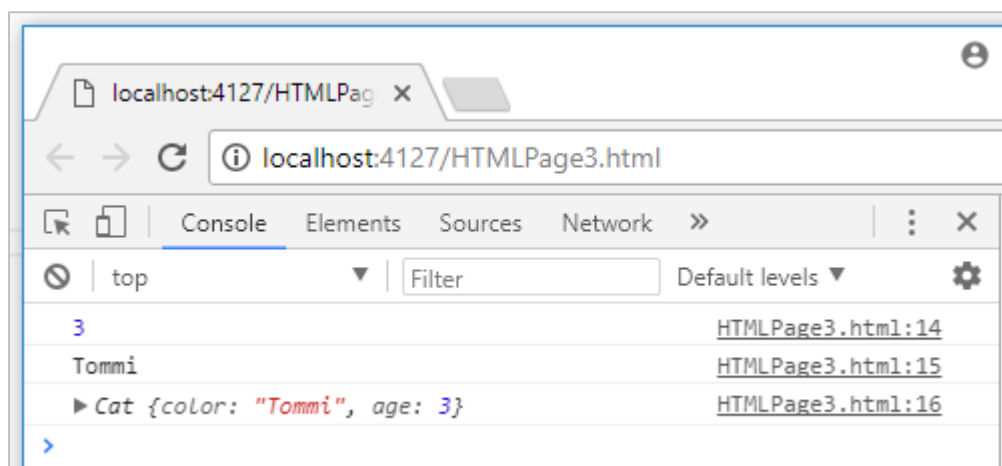 localhost:4127/HTMLPag
localhost:4127/HTMLPage3.html
Console Elements Sources Network »
top ▼ Filter Default levels ▼
3 HTMLPage3.html:14
Tommi HTMLPage3.html:15
▶ Cat {color: "Tommi", age: 3} HTMLPage3.html:16
>